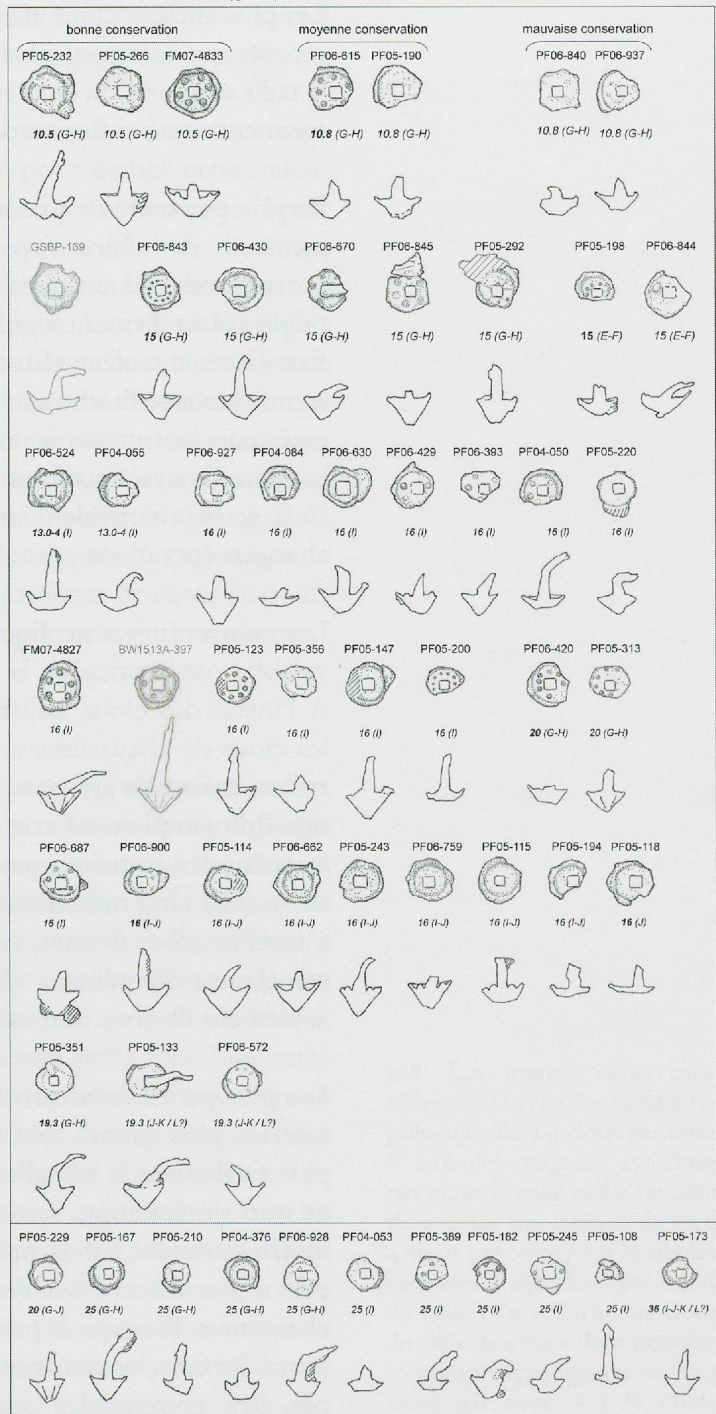 bonne conservation moyenne conservation mauvaise conservation
PF05-232 PF05-266 FM07-4833 PF06-615 PF05-190 PF06-840 PF06-937
10.5 (G-H) 10.5 (G-H) 10.5 (G-H) 10.8 (G-H) 10.8 (G-H) 10.8 (G-H) 10.8 (G-H)
GSBP-169 PF06-843 PF06-430 PF06-670 PF06-845 PF05-292 PF05-198 PF06-844
15 (G-H) 15 (G-H) 15 (G-H) 15 (G-H) 15 (G-H) 15 (E-F) 15 (E-F)
PF06-524 PF04-055 PF06-927 PF04-084 PF06-630 PF06-429 PF06-393 PF04-050 PF05-220
13.0-4 (I) 13.0-4 (I) 16 (I) 16 (I) 16 (I) 16 (I) 16 (I) 16 (I) 16 (I)
FM07-4827 BW1513A-397 PF05-123 PF05-356 PF05-147 PF05-200 PF06-420 PF05-313
16 (I) 16 (I) 16 (I) 16 (I) 16 (I) 20 (G-H) 20 (G-H)
PF06-687 PF06-900 PF05-114 PF06-662 PF05-243 PF06-759 PF05-115 PF05-194 PF05-118
16 (I) 16 (I-J) 16 (I-J) 16 (I-J) 16 (I-J) 16 (I-J) 16 (I-J) 16 (I-J) 16 (J)
PF05-351 PF05-133 PF06-572
19.3 (G-H) 19.3 (J-K / L?) 19.3 (J-K / L?)
PF05-229 PF05-167 PF05-210 PF04-376 PF06-928 PF04-053 PF05-389 PF05-182 PF05-245 PF05-108 PF05-173
20 (G-J) 25 (G-H) 25 (G-H) 25 (G-H) 25 (G-H) 25 (I) 25 (I) 25 (I) 25 (I) 25 (I) 36 (I-J-K / L?)